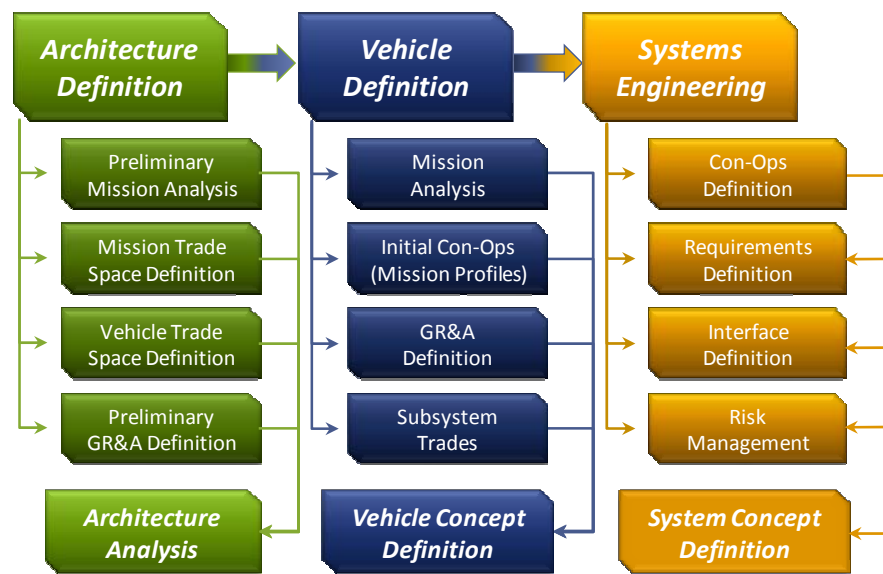 Architecture
Definition
Vehicle
Definition
Systems
Engineering
Preliminary
Mission Analysis
Mission Trade
Space Definition
Vehicle Trade
Space Definition
Preliminary
GR&A Definition
Architecture
Analysis
Mission
Analysis
Initial Con-Ops
(Mission Profiles)
GR&A
Definition
Subsystem
Trades
Vehicle Concept
Definition
Con-Ops
Definition
Requirements
Definition
Interface
Definition
Risk
Management
System Concept
Definition